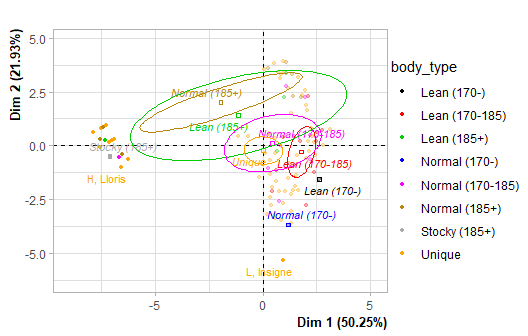 body_type
Lean (170-)
Lean (170-185)
Lean (185+)
Normal (170-)
Normal (170-185)
Normal (185+)
Stocky (185+)
Unique
Dim 2 (21.93%)
5.0
2.5
0.0
-2.5
-5.0
Normal (185+)
Lean (185+)
Normal (170-185)
Stocky (185+)
Unique
Lean (170-185)
H, Lloris
Lean (170-)
Normal (170-)
L, Insigne
-5
0
5
Dim 1 (50.25%)